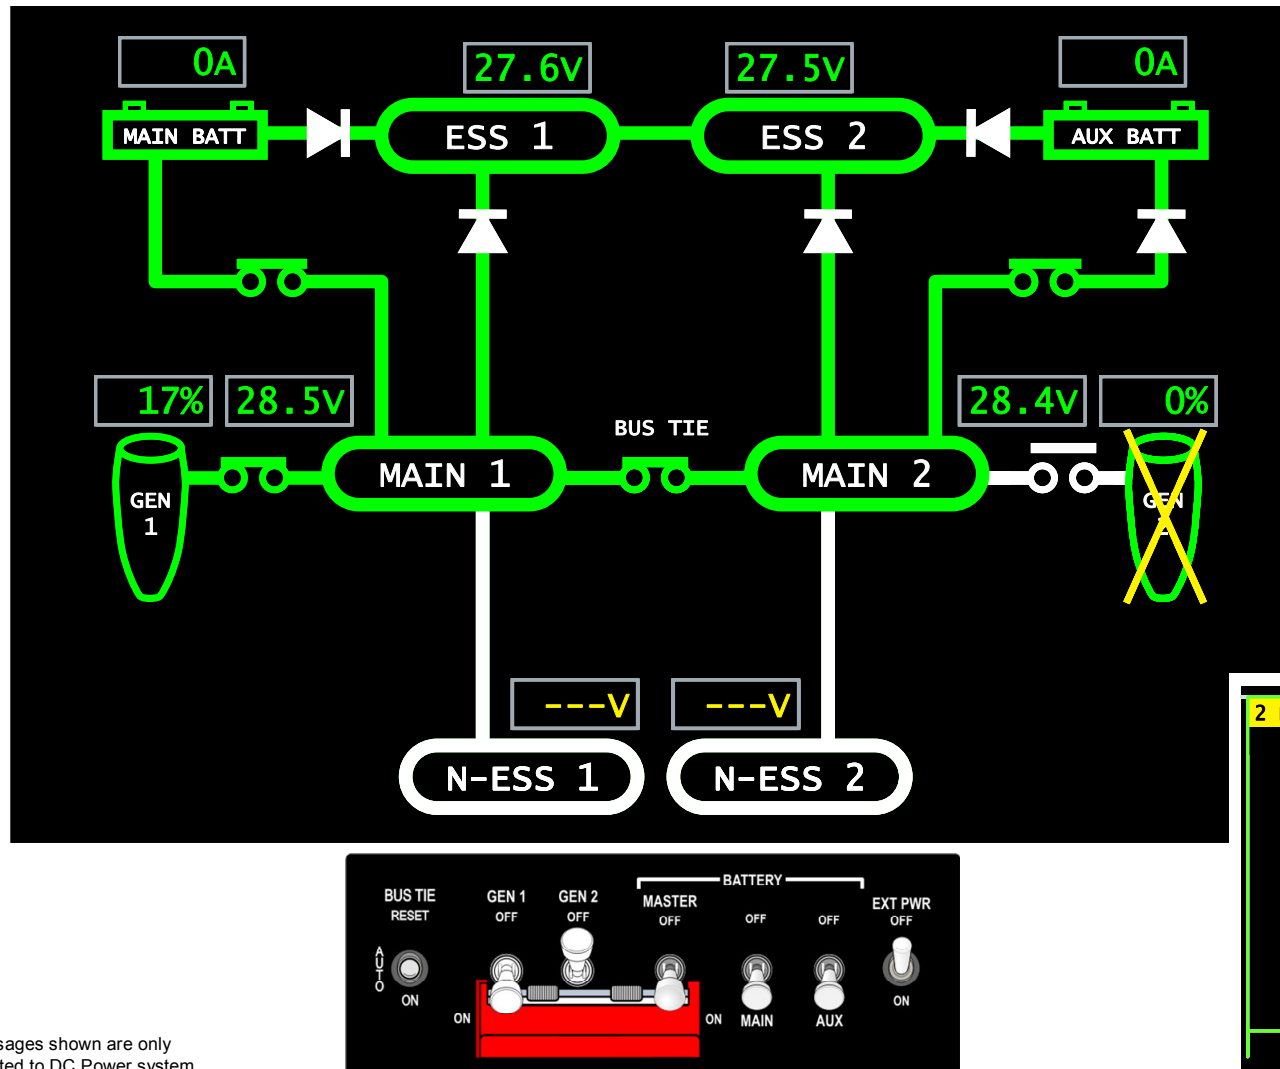 0A
27.6V
27.5V
0A
MAIN BATT
ESS 1
ESS 2
AUX BATT
17%
28.5V
28.4V
0%
BUS TIE
GEN
1
MAIN 1
MAIN 2
GEN
---V
---V
2
N-ESS 1
N-ESS 2
BATTERY
BUS TIE
RESET
GEN 1
OFF
GEN 2
OFF
MASTER
OFF
OFF
OFF
EXT PWR
OFF
AUTO
ON
ON
ON
MAIN
AUX
ON
sages shown are only
ted to DC Power system